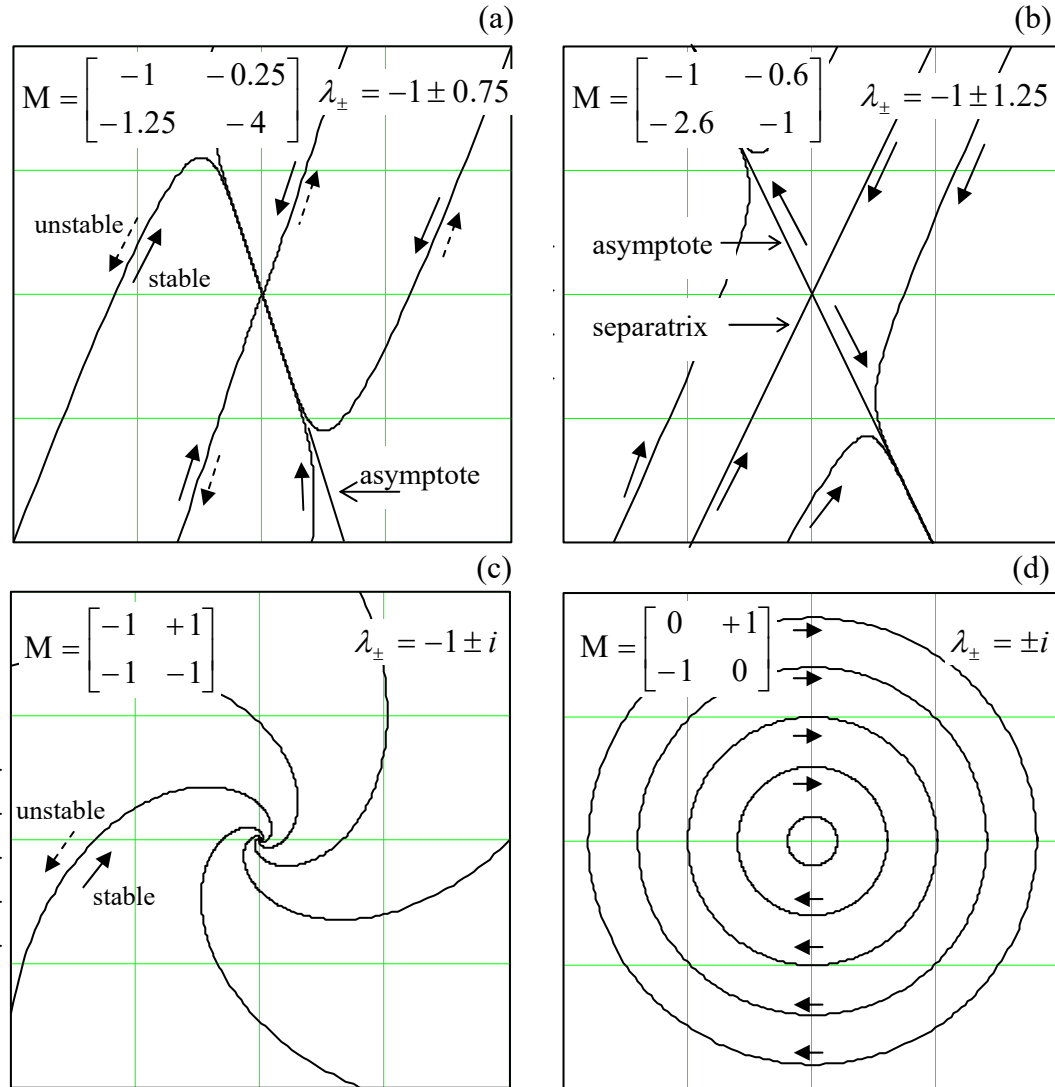 (a)
M = [ −1 −0.25
−1.25 −4 ]
λ± = −1 ± 0.75
unstable
stable
asymptote
(b)
M = [ −1 −0.6
−2.6 −1 ]
λ± = −1 ± 1.25
asymptote
separatrix
(c)
M = [ −1 +1
−1 −1 ]
λ± = −1 ± i
unstable
stable
(d)
M = [ 0 +1
−1 0 ]
λ± = ±i